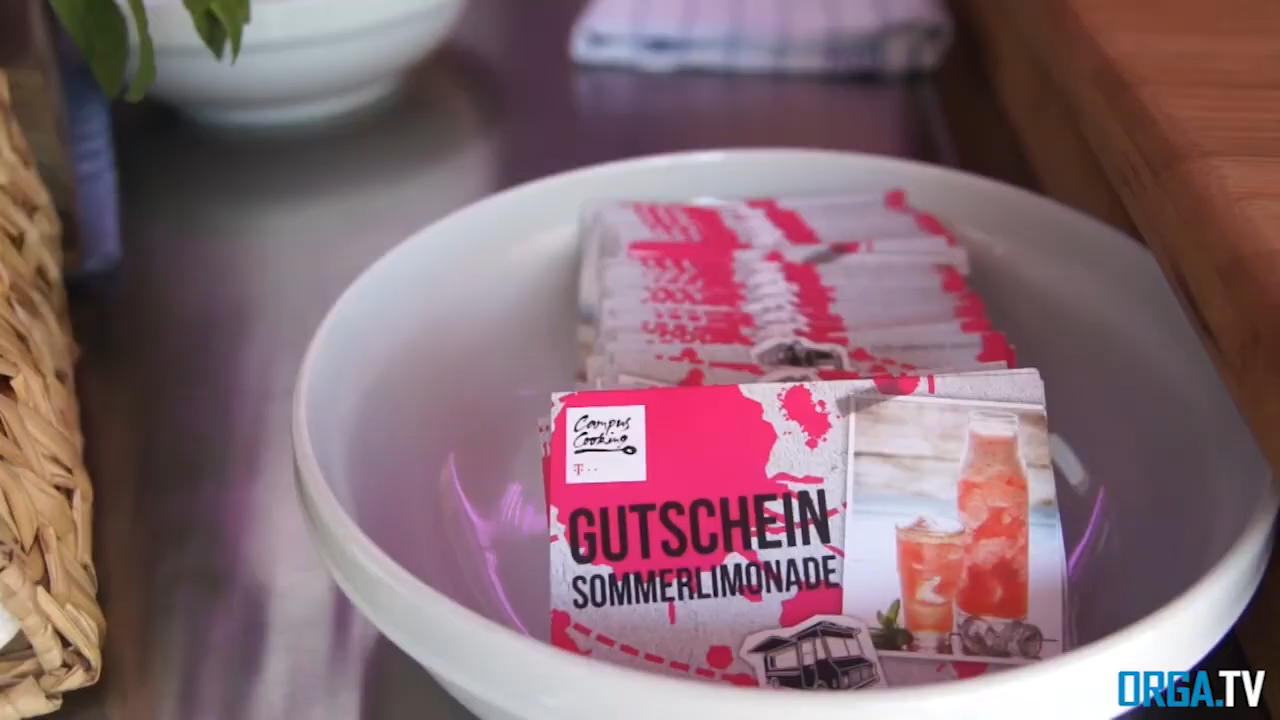 Campus
Cooking
T
GUTSCHEIN
SOMMERLIMONADE
ORGA.TV